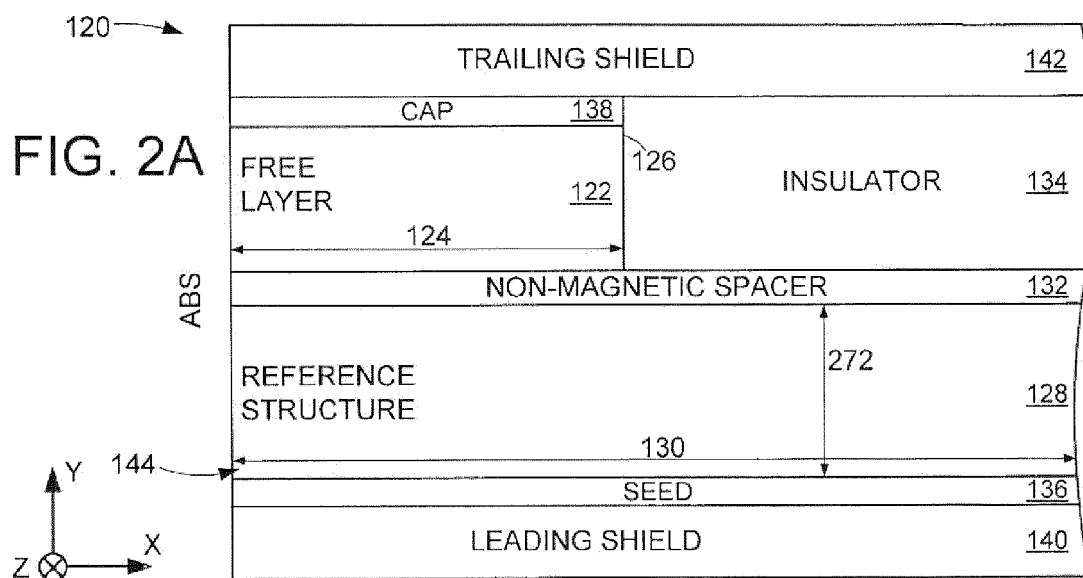 120
TRAILING SHIELD 142
CAP 138
FIG. 2A
126
FREE
LAYER
122
INSULATOR 134
124
NON-MAGNETIC SPACER 132
ABS
272
REFERENCE
STRUCTURE
128
130
144
Y
SEED 136
X
LEADING SHIELD 140
Z